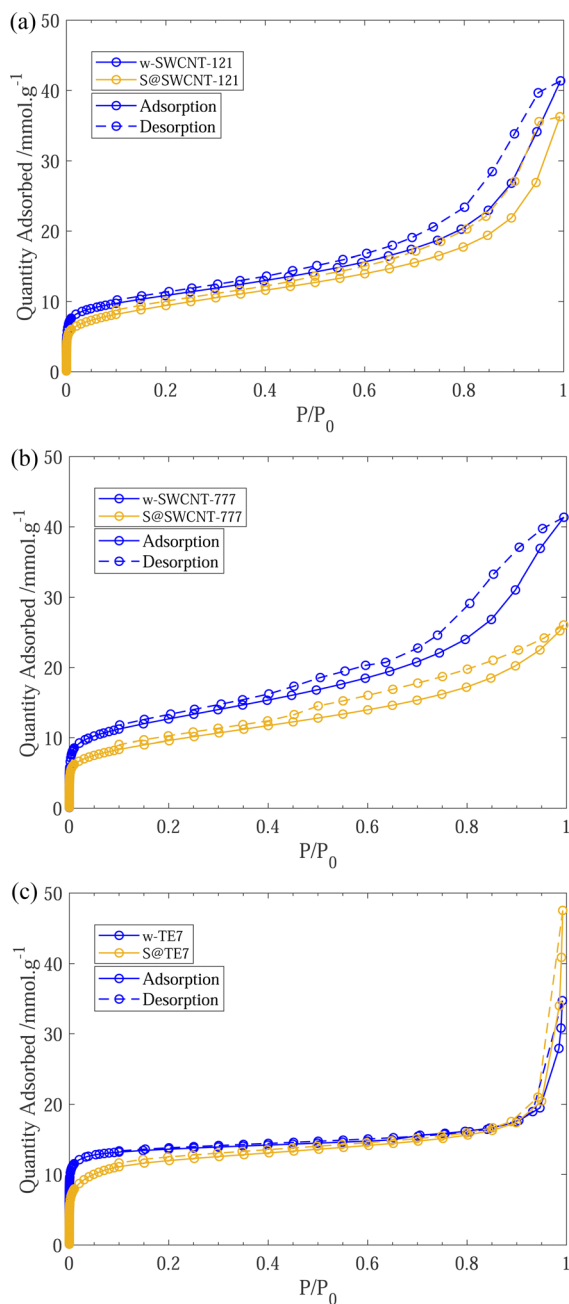 (a)
50
40
30
20
10
0
Quantity Adsorbed /mmol.g⁻¹
w-SWCNT-121
S@SWCNT-121
Adsorption
Desorption
0 0.2 0.4 0.6 0.8 1
P/P₀
(b)
50
40
30
20
10
0
Quantity Adsorbed /mmol.g⁻¹
w-SWCNT-777
S@SWCNT-777
Adsorption
Desorption
0 0.2 0.4 0.6 0.8 1
P/P₀
(c)
50
40
30
20
10
0
Quantity Adsorbed /mmol.g⁻¹
w-TE7
S@TE7
Adsorption
Desorption
0 0.2 0.4 0.6 0.8 1
P/P₀